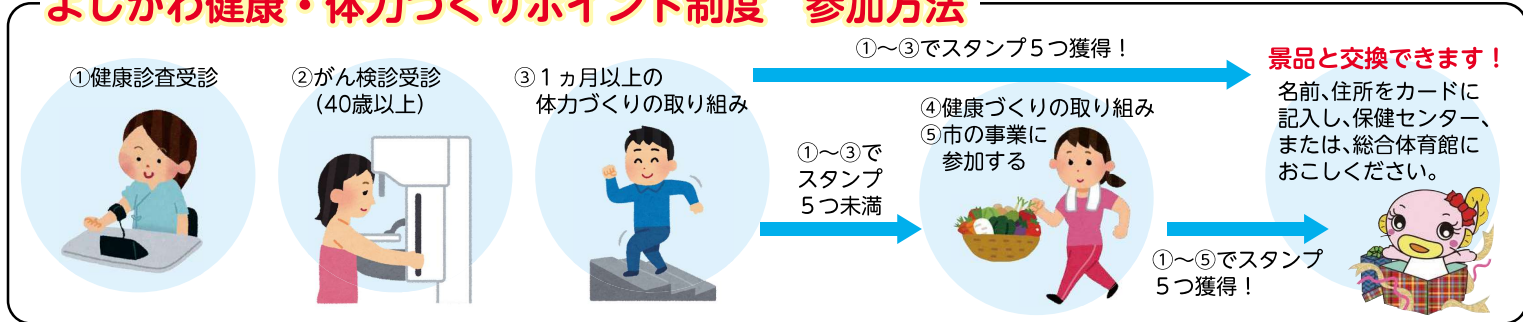 よしかわ健康・体力づくりポイント制度　参加方法
①健康診査受診
②がん検診受診
（40歳以上）
③１ヵ月以上の
体力づくりの取り組み
①〜③でスタンプ５つ獲得！
①〜③で
スタンプ
５つ未満
④健康づくりの取り組み
⑤市の事業に
参加する
①〜⑤でスタンプ
５つ獲得！
景品と交換できます！
名前、住所をカードに
記入し、保健センター、
または、総合体育館に
おこしください。